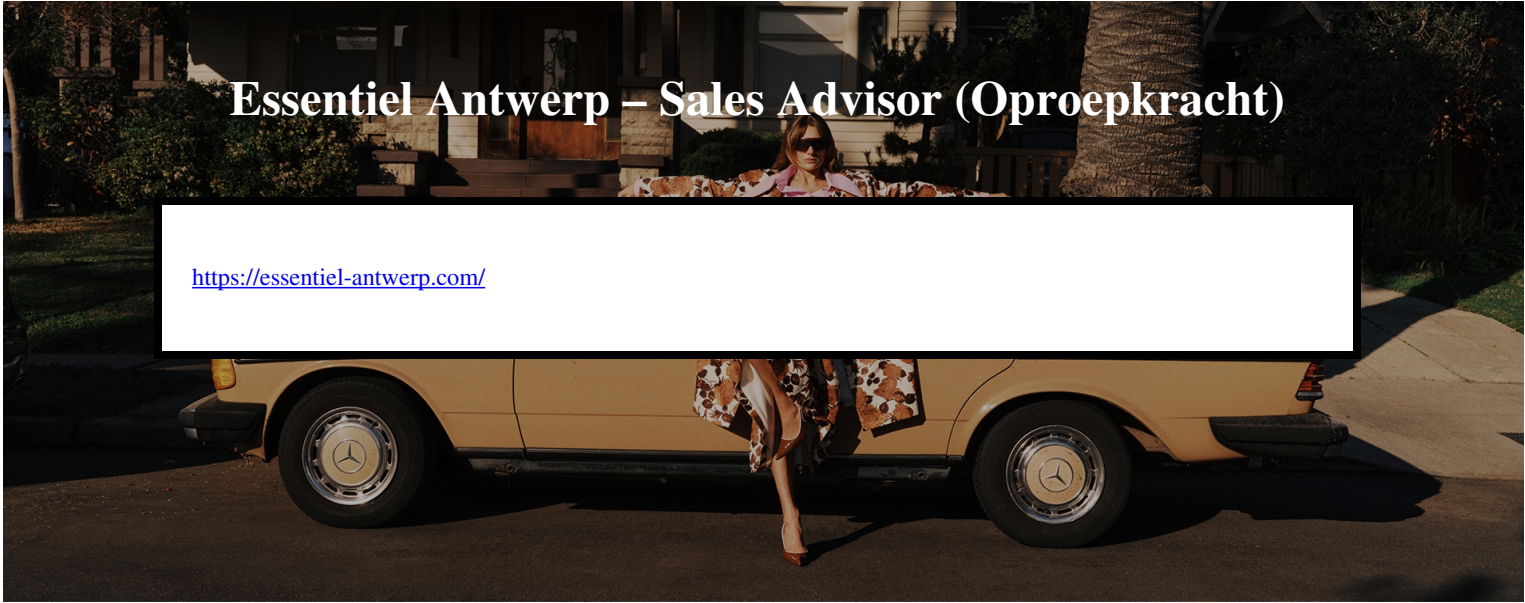 Essentiel Antwerp – Sales Advisor (Oproepkracht)
https://essentiel-antwerp.com/